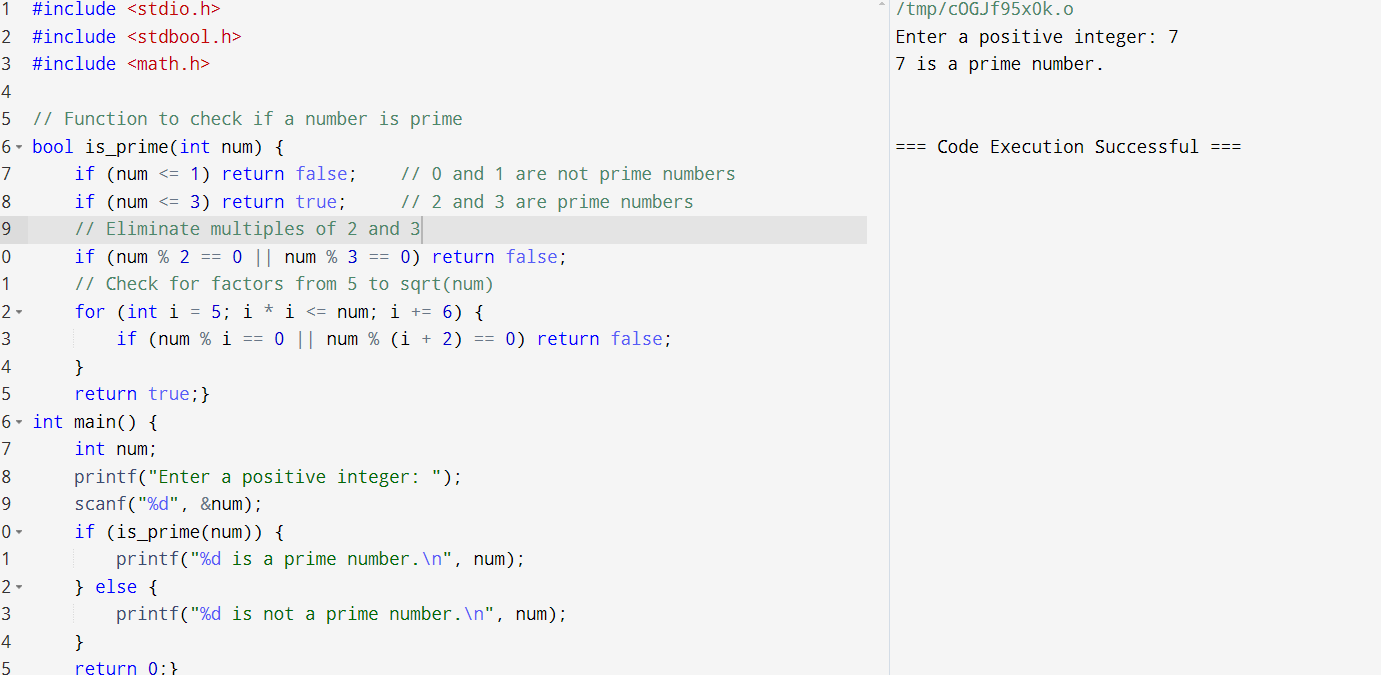 1 #include <stdio.h>
2 #include <stdbool.h>
3 #include <math.h>
4
5 // Function to check if a number is prime
6 bool is_prime(int num) {
7     if (num <= 1) return false;    // 0 and 1 are not prime numbers
8     if (num <= 3) return true;     // 2 and 3 are prime numbers
9     // Eliminate multiples of 2 and 3
0     if (num % 2 == 0 || num % 3 == 0) return false;
1     // Check for factors from 5 to sqrt(num)
2     for (int i = 5; i * i <= num; i += 6) {
3         if (num % i == 0 || num % (i + 2) == 0) return false;
4     }
5     return true;}
6 int main() {
7     int num;
8     printf("Enter a positive integer: ");
9     scanf("%d", &num);
0     if (is_prime(num)) {
1         printf("%d is a prime number.\n", num);
2     } else {
3         printf("%d is not a prime number.\n", num);
4     }
5     return 0;}
/tmp/cOGJf95x0k.o
Enter a positive integer: 7
7 is a prime number.
=== Code Execution Successful ===